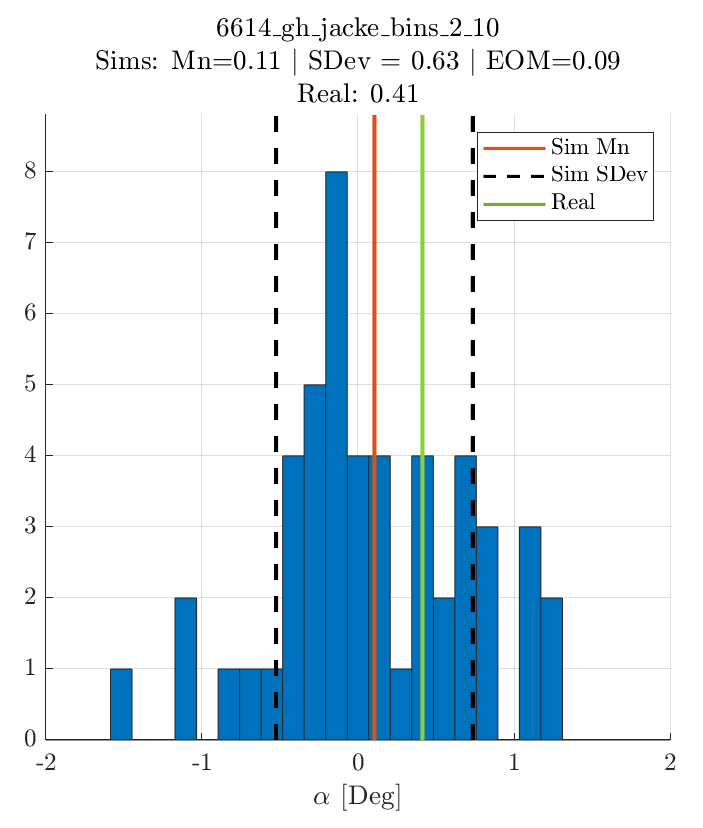 6614_gh_jacke_bins_2_10
Sims: Mn=0.11 | SDev = 0.63 | EOM=0.09
Real: 0.41
Sim Mn
Sim SDev
Real
8
7
6
5
4
3
2
1
0
-2
-1
0
1
2
α [Deg]